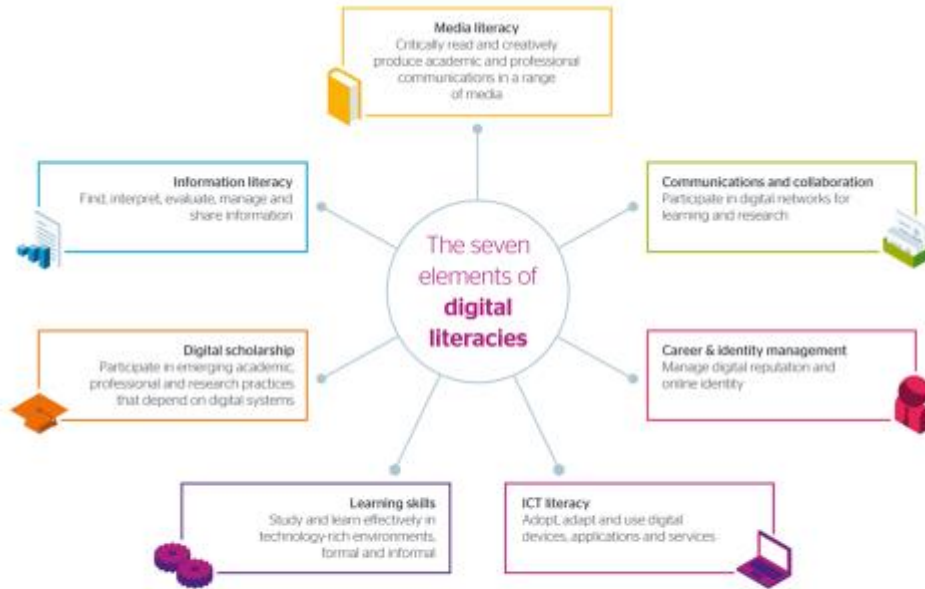 Media literacy
Critically read and creatively
produce academic and professional
communications in a range
of media
Information literacy
Find, interpret, evaluate, manage and
share information
Communications and collaboration
Participate in digital networks for
learning and research
The seven
elements of
digital
literacies
Digital scholarship
Participate in emerging academic,
professional and research practices
that depend on digital systems
Career & identity management
Manage digital reputation and
online identity
Learning skills
Study and learn effectively in
technology-rich environments,
formal and informal
ICT literacy
Adopt, adapt and use digital
devices, applications and services